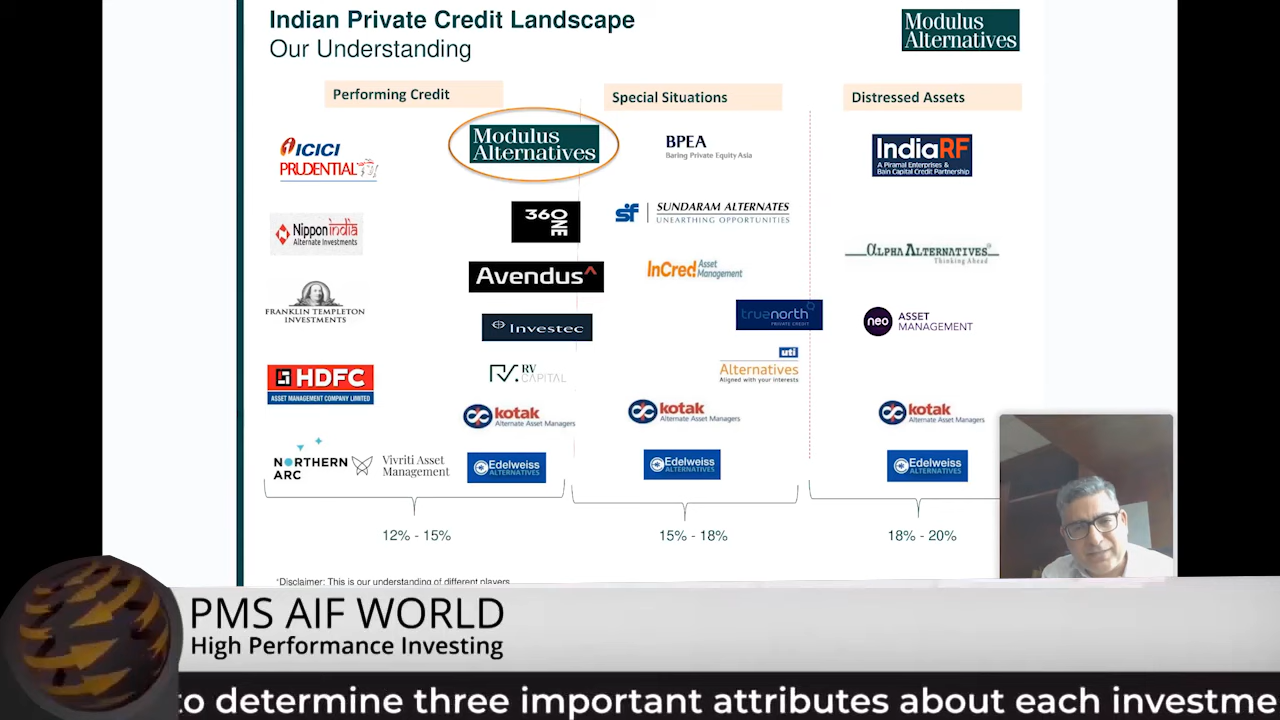 Indian Private Credit Landscape
Our Understanding
Modulus
Alternatives
Performing Credit
Special Situations
Distressed Assets
ICICI
PRUDENTIAL
Modulus
Alternatives
BPEA
Baring Private Equity Asia
IndiaRF
A Piramal Enterprises &
Bain Capital Credit Partnership
Nippon india
Alternate Investments
360
ONE
SUNDARAM ALTERNATES
UNEARTHING OPPORTUNITIES
ALPHA ALTERNATIVES
Thinking Ahead
Avendus
InCred Asset
Management
FRANKLIN TEMPLETON
INVESTMENTS
Investec
truenorth
PRIVATE CREDIT
neo ASSET
MANAGEMENT
HDFC
ASSET MANAGEMENT COMPANY LIMITED
RV
CAPITAL
uti
Alternatives
Aligned with your interests
kotak
Alternate Asset Managers
kotak
Alternate Asset Managers
kotak
Alternate Asset Managers
NORTHERN
ARC
Vivriti Asset
Management
Edelweiss
ALTERNATIVES
Edelweiss
ALTERNATIVES
Edelweiss
ALTERNATIVES
12% - 15%
15% - 18%
18% - 20%
*Disclaimer: This is our understanding of different players
PMS AIF WORLD
High Performance Investing
to determine three important attributes about each investme